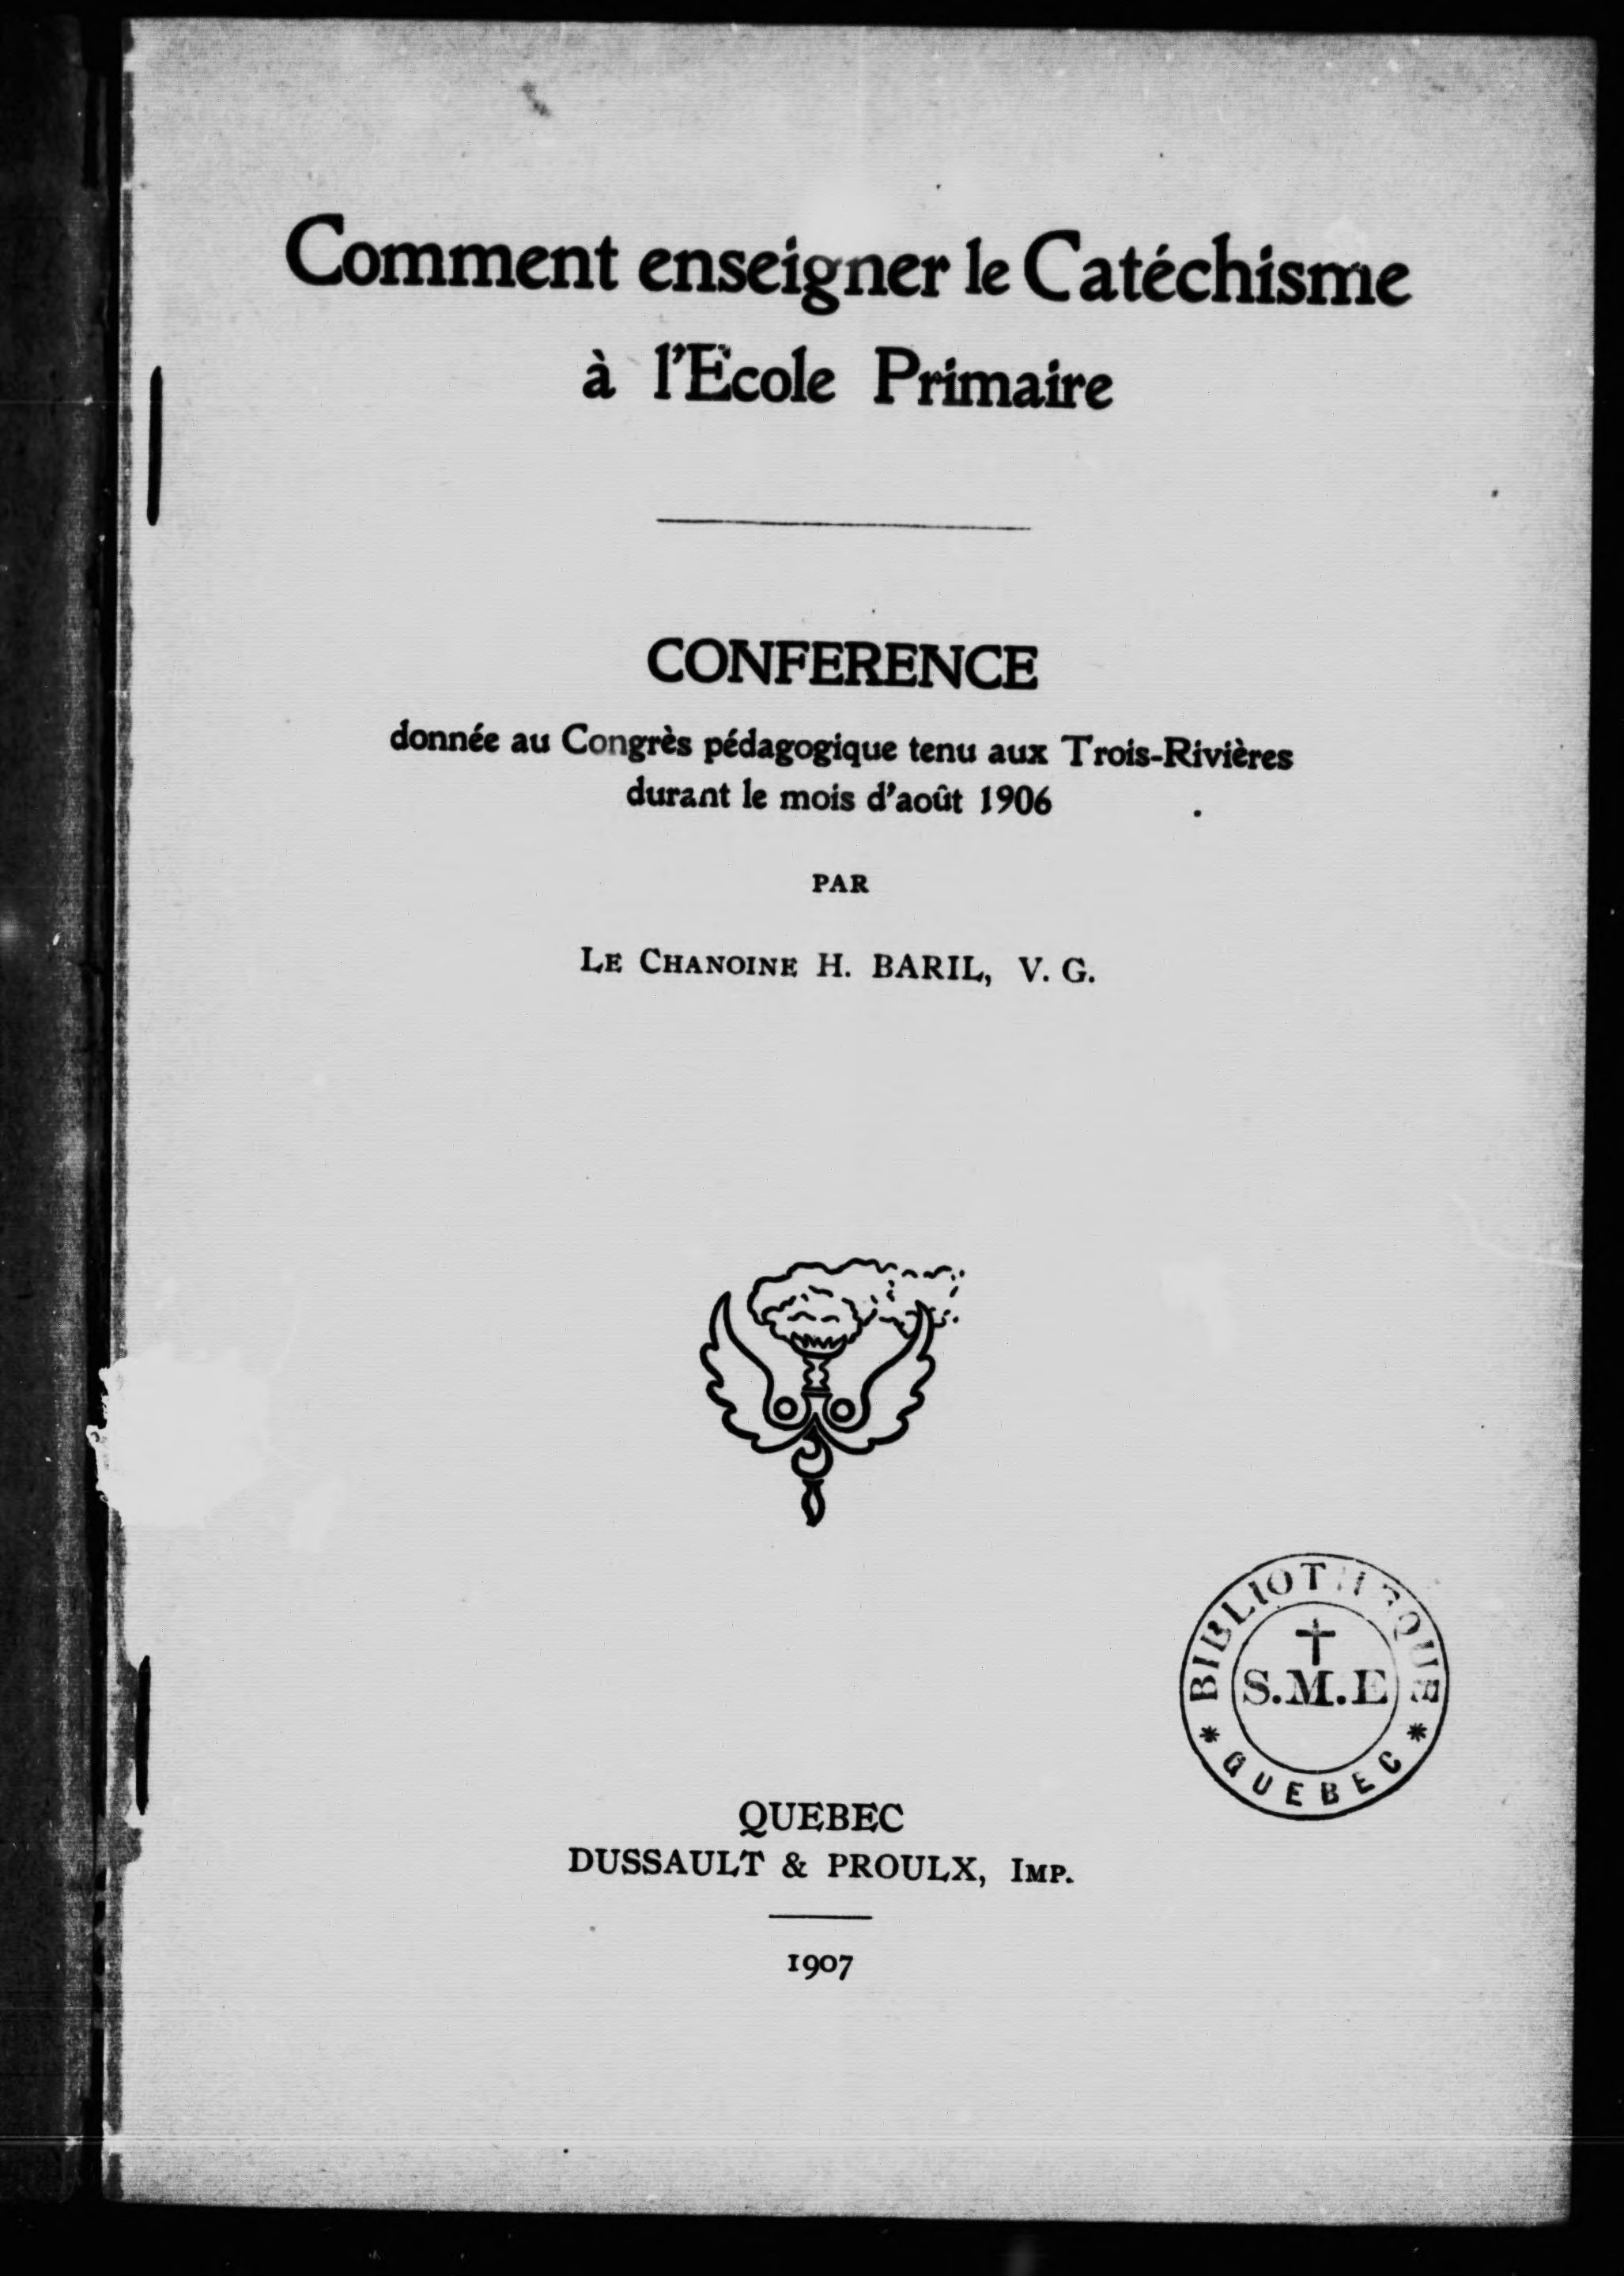 Comment enseigner le Catéchisme
à l'Ecole Primaire
CONFERENCE
donnée au Congrès pédagogique tenu aux Trois-Rivières
durant le mois d'août 1906
PAR
LE CHANOINE H. BARIL, V. G.
BIBLIOTHEQUE
S.M.E
* QUEBEC *
QUEBEC
DUSSAULT & PROULX, IMP.
1907